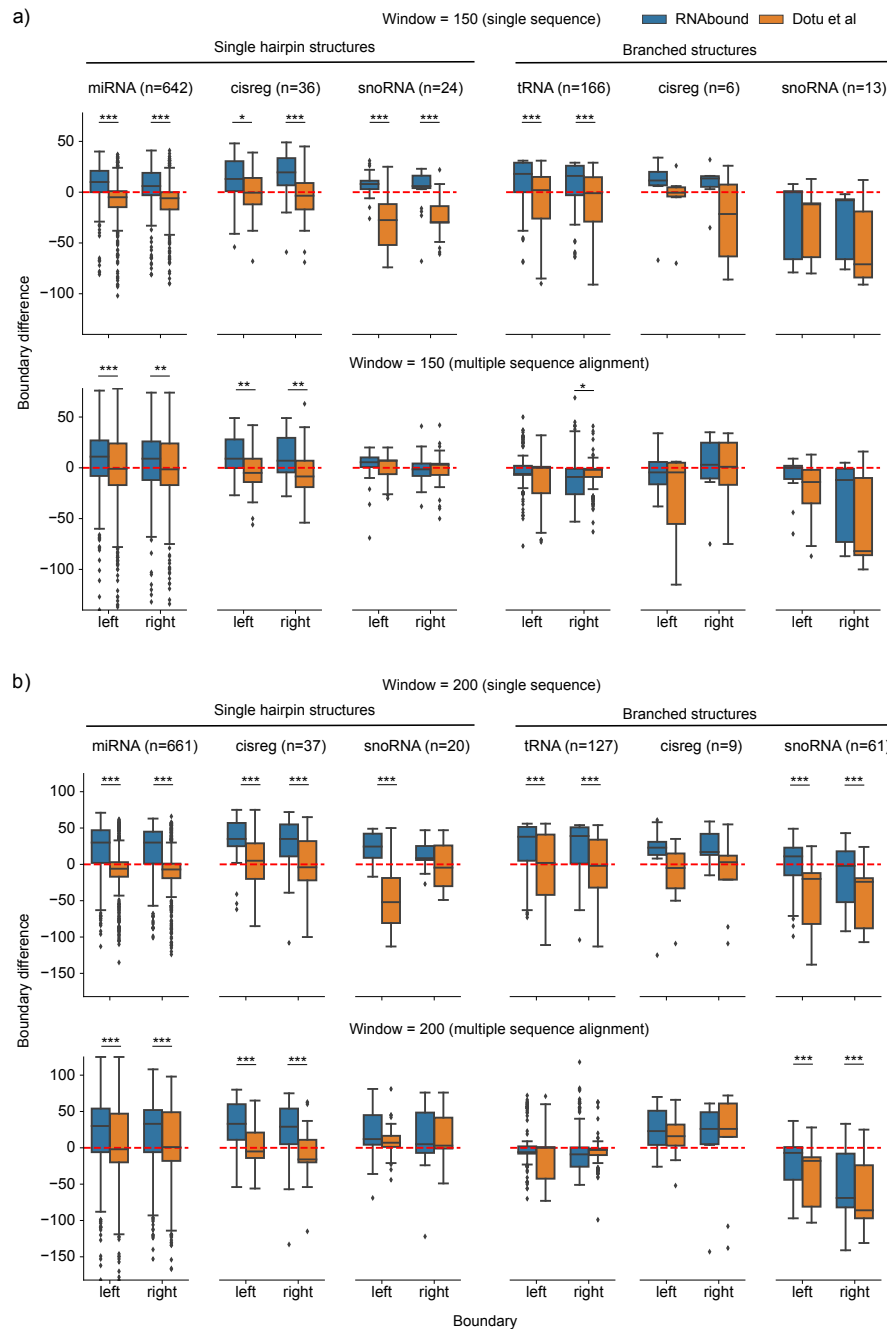 a)
Window = 150 (single sequence)
RNAbound
Dotu et al
Single hairpin structures
Branched structures
miRNA (n=642)
cisreg (n=36)
snoRNA (n=24)
tRNA (n=166)
cisreg (n=6)
snoRNA (n=13)
*** *** * *** *** *** *** ***
50
0
−50
−100
Boundary difference
Window = 150 (multiple sequence alignment)
*** ** ** ** *
50
0
−50
−100
left right left right left right left right left right left right
b)
Window = 200 (single sequence)
Single hairpin structures
Branched structures
miRNA (n=661)
cisreg (n=37)
snoRNA (n=20)
tRNA (n=127)
cisreg (n=9)
snoRNA (n=61)
*** *** *** *** *** *** *** *** ***
100
50
0
−50
−100
−150
Boundary difference
Window = 200 (multiple sequence alignment)
*** *** *** *** *** ***
100
50
0
−50
−100
−150
left right left right left right left right left right left right
Boundary